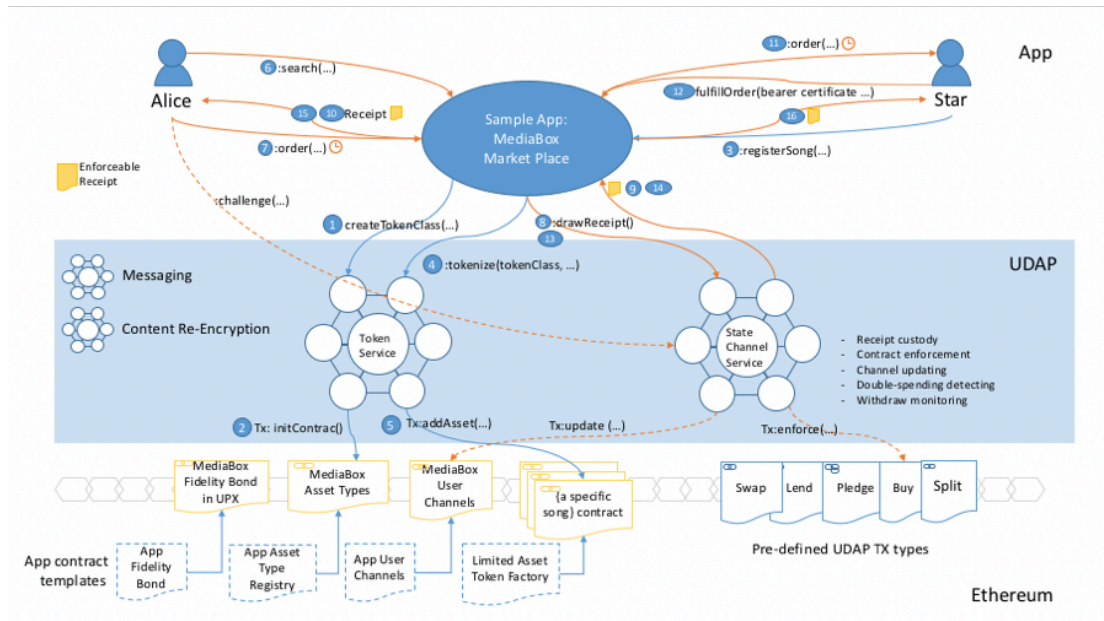 App
11 :order(...)
6 :search(...)
12 fulfillOrder(bearer certificate ...)
Alice
Star
15 10 Receipt
16
Sample App:
MediaBox
Market Place
7 :order(...)
3 :registerSong(...)
Enforceable
Receipt
9 14
:challenge(...)
1 createTokenClass(...)
8 :drawReceipt()
13
4 :tokenize(tokenClass, ...)
UDAP
Messaging
Content Re-Encryption
Token
Service
State
Channel
Service
- Receipt custody
- Contract enforcement
- Channel updating
- Double-spending detecting
- Withdraw monitoring
2 Tx: initContrac()
5 Tx:addAsset(...)
Tx:update (...)
Tx:enforce(...)
MediaBox
Fidelity Bond
in UPX
MediaBox
Asset Types
MediaBox
User
Channels
{a specific
song} contract
Swap
Lend
Pledge
Buy
Split
Pre-defined UDAP TX types
App contract
templates
App
Fidelity
Bond
App Asset
Type
Registry
App User
Channels
Limited Asset
Token Factory
Ethereum